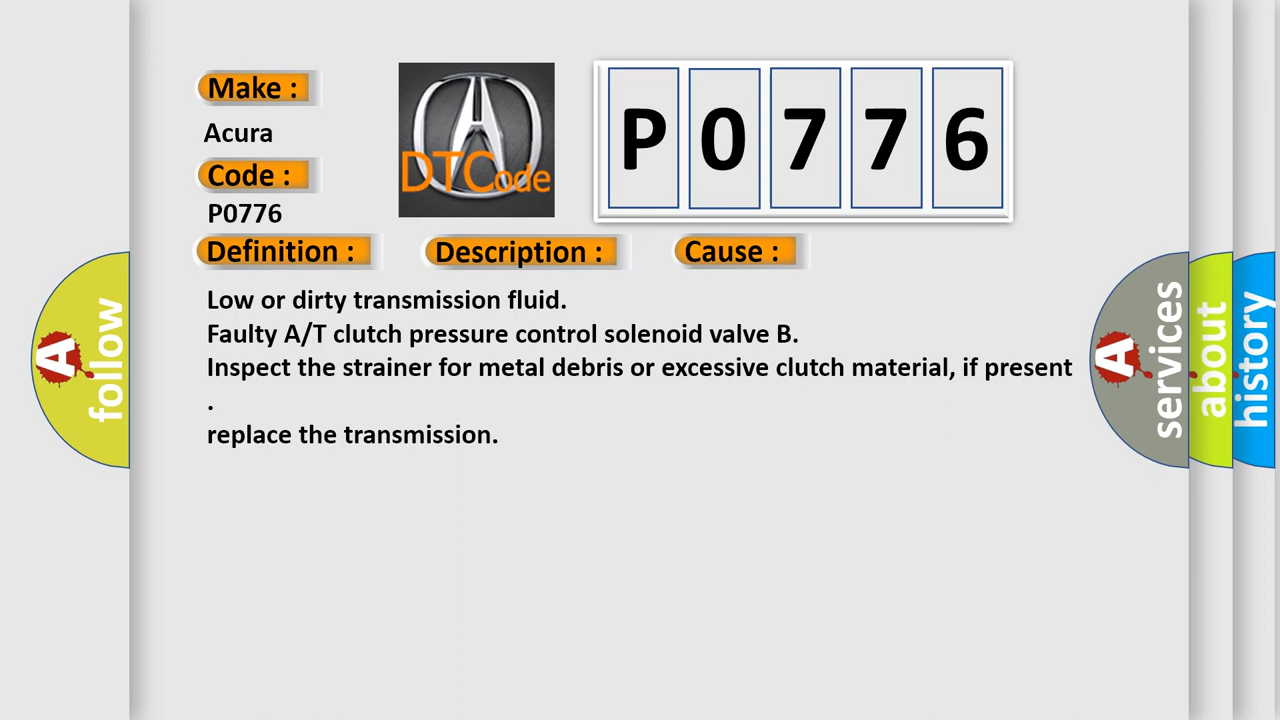 Make :
Acura
Code :
P0776
DTCode
P0776
Definition :
Description :
Cause :
Low or dirty transmission fluid.
Faulty A/T clutch pressure control solenoid valve B.
Inspect the strainer for metal debris or excessive clutch material, if present
.
replace the transmission.
A
follow
A
services
about
history